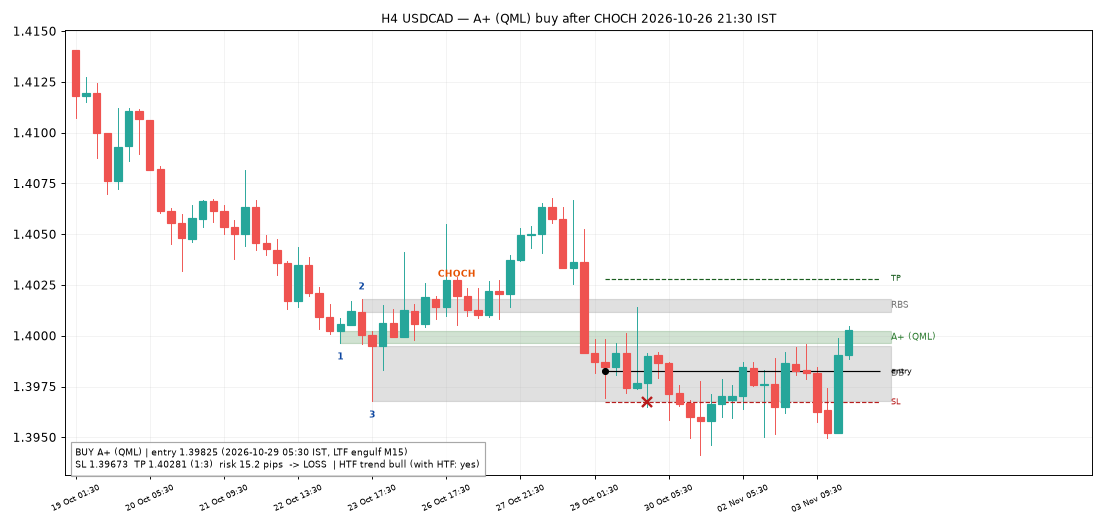 H4 USDCAD — A+ (QML) buy after CHOCH 2026-10-26 21:30 IST
1.4150
1.4125
1.4100
1.4075
1.4050
1.4025
1.4000
1.3975
1.3950
CHOCH
2
1
3
TP
RBS
A+ (QML)
entry
SL
BUY A+ (QML) | entry 1.39825 (2026-10-29 05:30 IST, LTF engulf M15)
SL 1.39673  TP 1.40281 (1:3)  risk 15.2 pips  -> LOSS  | HTF trend bull (with HTF: yes)
19 Oct 01:30
20 Oct 05:30
21 Oct 09:30
22 Oct 13:30
23 Oct 17:30
26 Oct 17:30
27 Oct 21:30
29 Oct 01:30
30 Oct 05:30
02 Nov 05:30
03 Nov 09:30